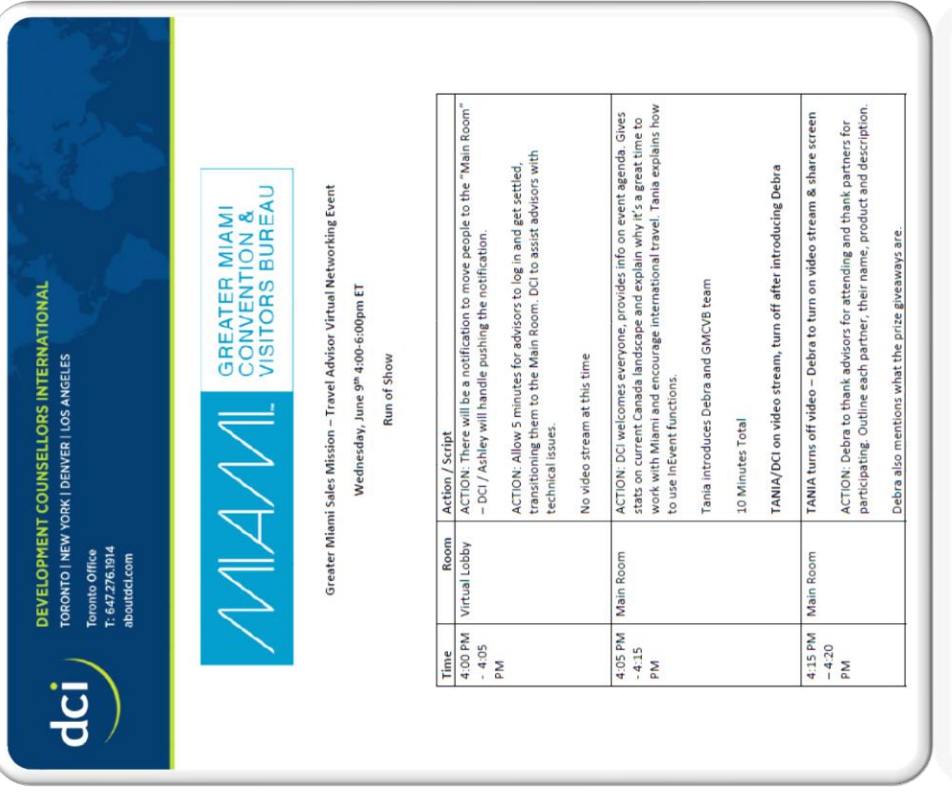 dci
DEVELOPMENT COUNSELLORS INTERNATIONAL
TORONTO | NEW YORK | DENVER | LOS ANGELES
Toronto Office
T: 647.276.1914
aboutdci.com
MIAMI
GREATER MIAMI
CONVENTION &
VISITORS BUREAU
Greater Miami Sales Mission – Travel Advisor Virtual Networking Event
Wednesday, June 9th 4:00-6:00pm ET
Run of Show
Time Room Action / Script
4:00 PM Virtual Lobby ACTION: There will be a notification to move people to the "Main Room"
- 4:05 – DCI / Ashley will handle pushing the notification.
PM
ACTION: Allow 5 minutes for advisors to log in and get settled,
transitioning them to the Main Room. DCI to assist advisors with
technical issues.
No video stream at this time
4:05 PM Main Room ACTION: DCI welcomes everyone, provides info on event agenda. Gives
- 4:15 stats on current Canada landscape and explain why it's a great time to
PM work with Miami and encourage international travel. Tania explains how
to use InEvent functions.
Tania introduces Debra and GMCVB team
10 Minutes Total
TANIA/DCI on video stream, turn off after introducing Debra
4:15 PM Main Room TANIA turns off video – Debra to turn on video stream & share screen
– 4:20
PM ACTION: Debra to thank advisors for attending and thank partners for
participating. Outline each partner, their name, product and description.
Debra also mentions what the prize giveaways are.